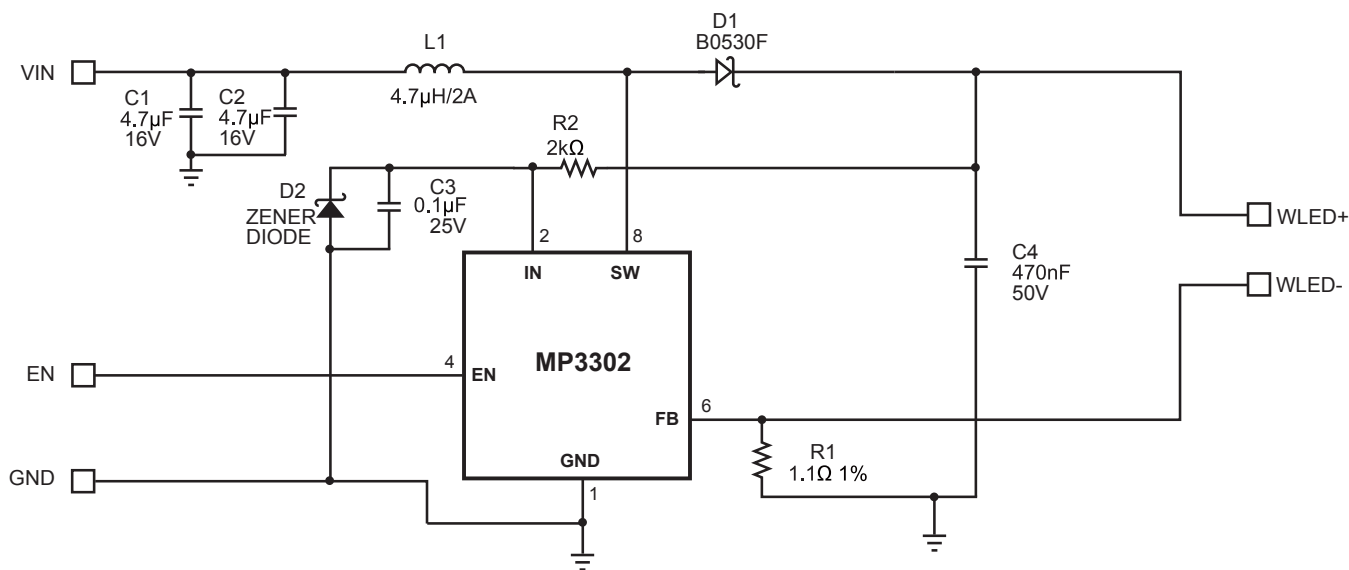 D1
B0530F
L1
VIN
4.7µH/2A
C1
4.7µF
16V
C2
4.7µF
16V
R2
2kΩ
D2
ZENER
DIODE
C3
0.1µF
25V
WLED+
2
8
IN
SW
C4
470nF
50V
WLED-
MP3302
EN
4
EN
FB
6
R1
1.1Ω 1%
GND
GND
1